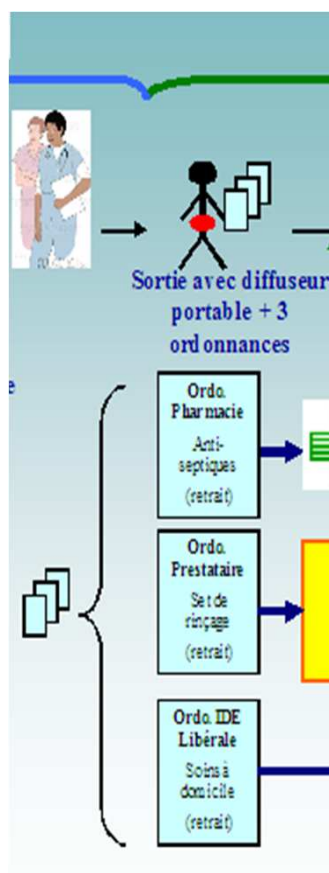 Sortie avec diffuseur
portable + 3
ordonnances
e
Ordo.
Pharmacie
Anti-
septiques
(retrait)
Ordo.
Prestataire
Set de
rinçage
(retrait)
Ordo. IDE
Libérale
Soins à
domicile
(retrait)